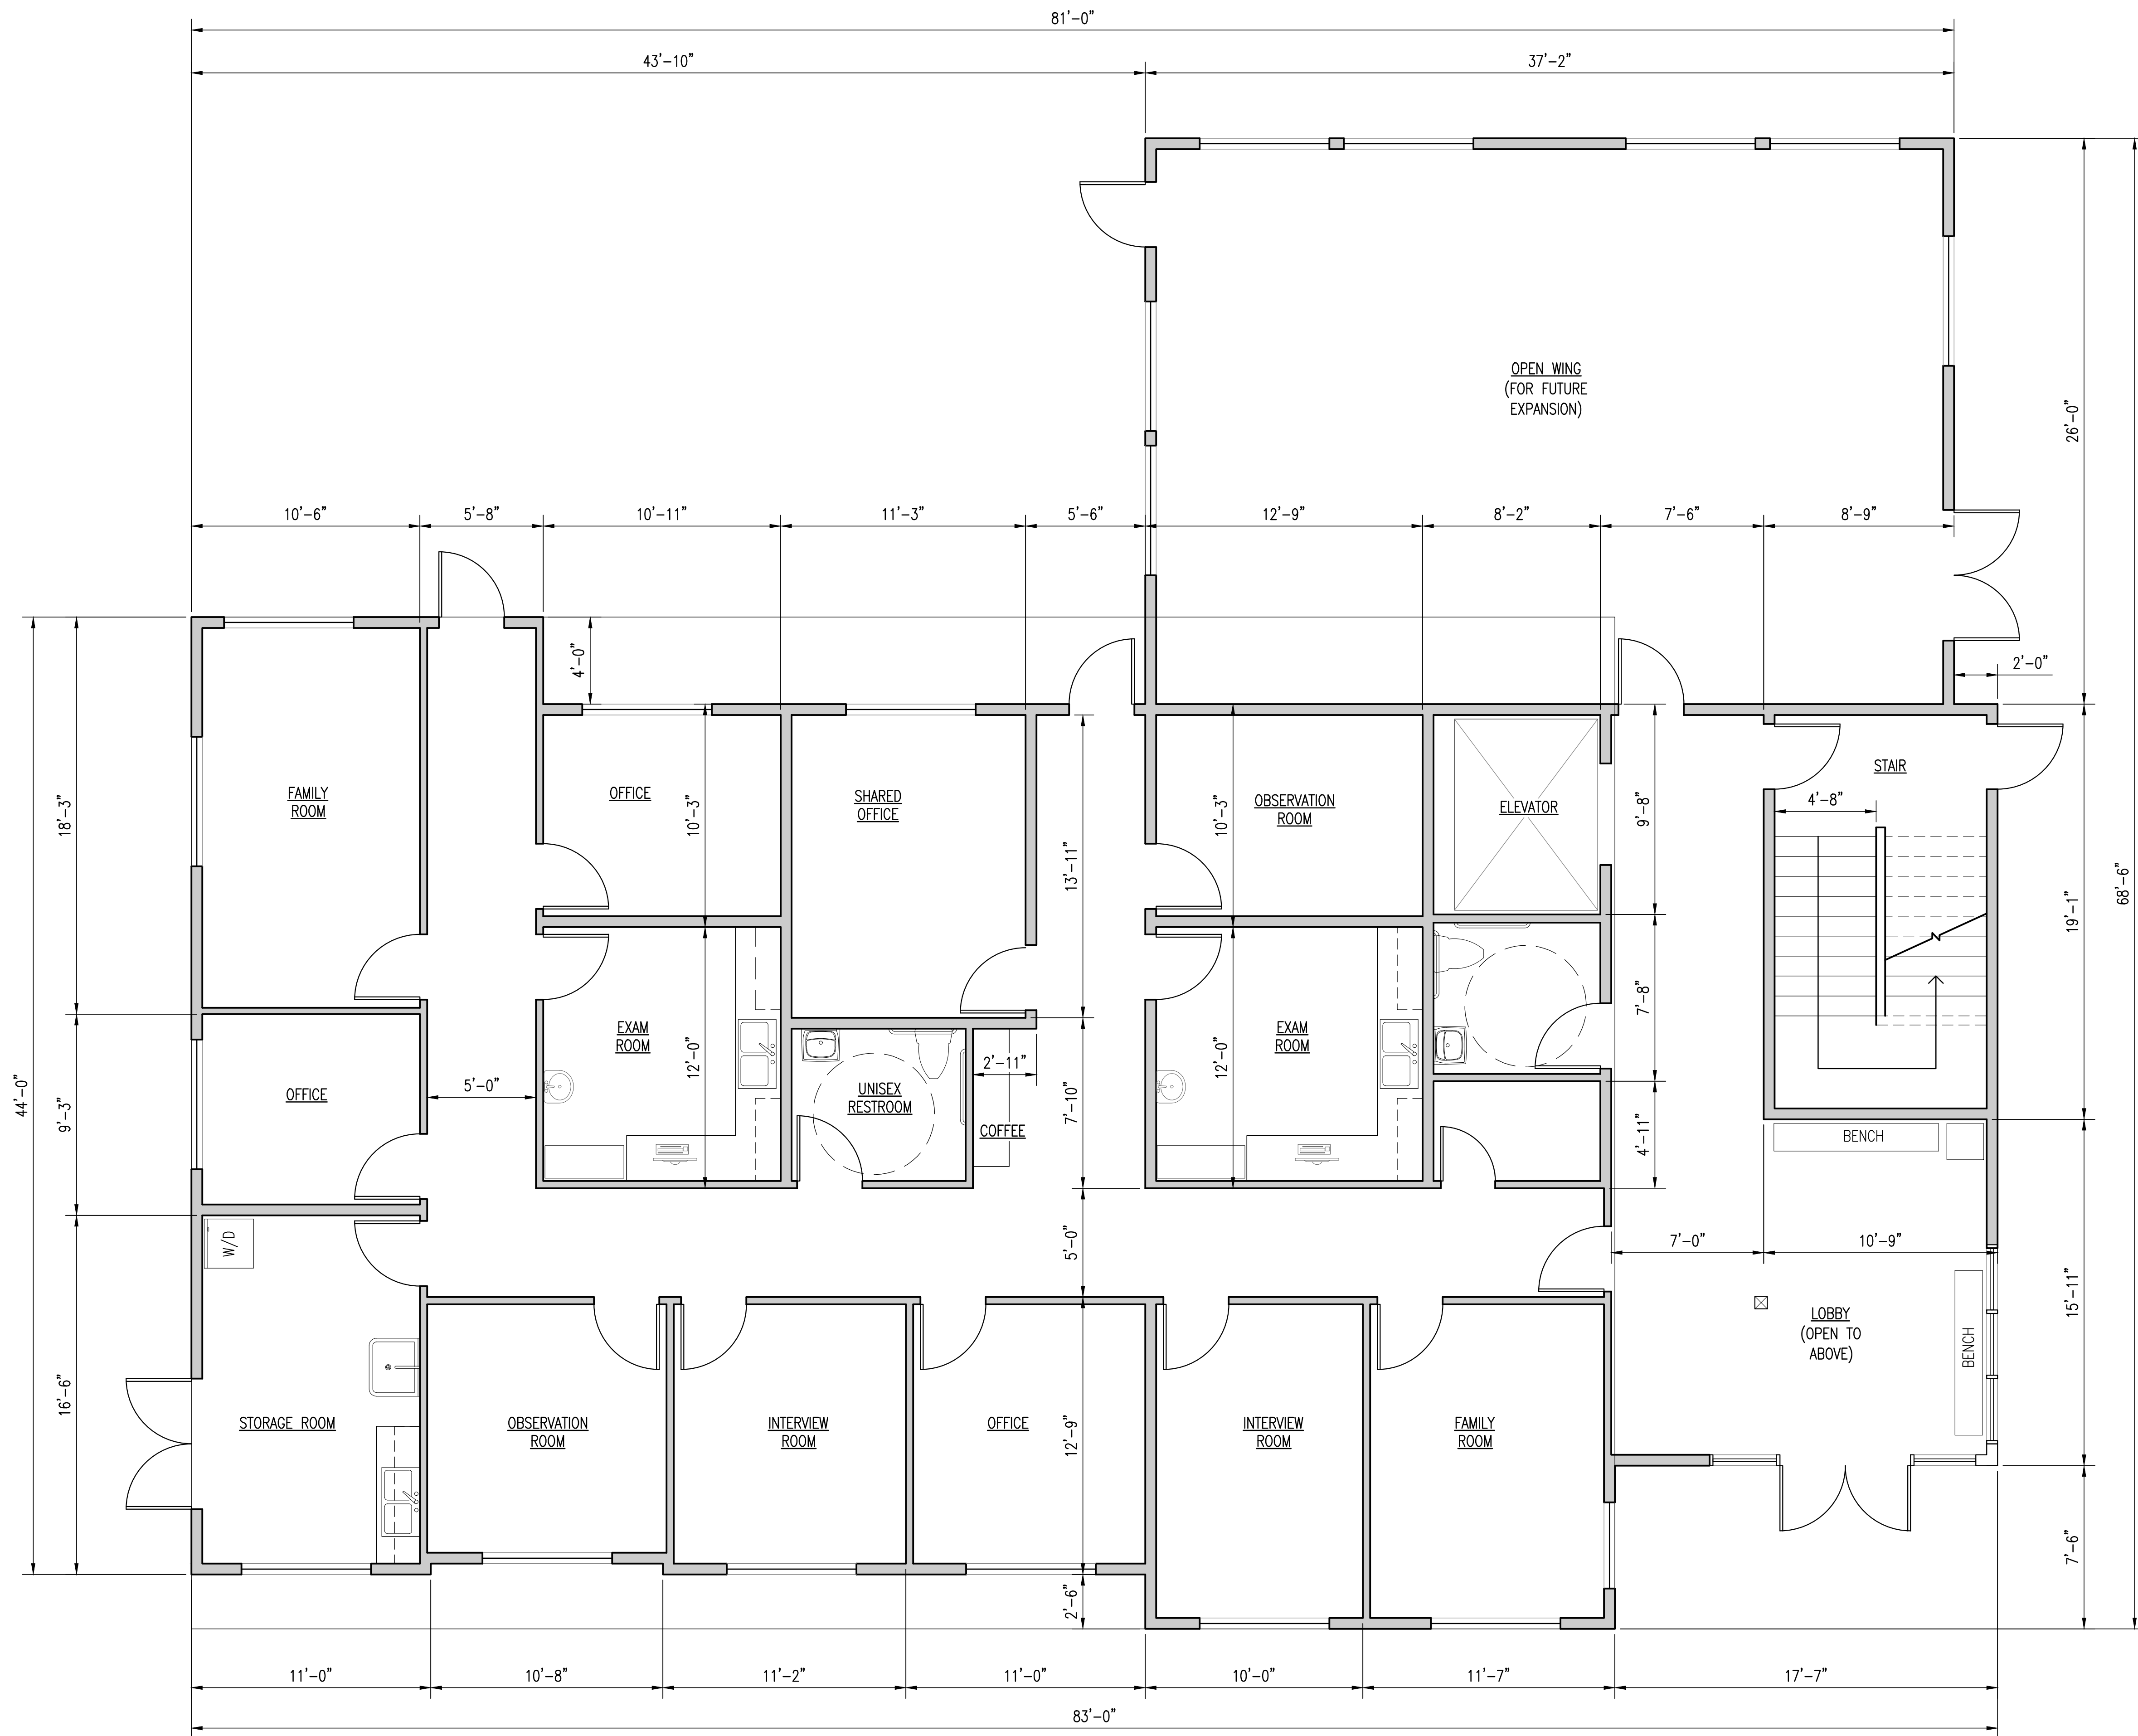 81'-0"
43'-10"
37'-2"
OPEN WING
(FOR FUTURE
EXPANSION)
26'-0"
10'-6"
5'-8"
10'-11"
11'-3"
5'-6"
12'-9"
8'-2"
7'-6"
8'-9"
4'-0"
2'-0"
FAMILY
ROOM
OFFICE
SHARED
OFFICE
OBSERVATION
ROOM
ELEVATOR
STAIR
4'-8"
18'-3"
10'-3"
13'-11"
10'-3"
9'-8"
19'-1"
68'-6"
44'-0"
9'-3"
OFFICE
5'-0"
EXAM
ROOM
12'-0"
UNISEX
RESTROOM
2'-11"
COFFEE
7'-10"
EXAM
ROOM
12'-0"
7'-8"
4'-11"
BENCH
W/D
5'-0"
7'-0"
10'-9"
15'-11"
LOBBY
(OPEN TO
ABOVE)
BENCH
16'-6"
STORAGE ROOM
OBSERVATION
ROOM
INTERVIEW
ROOM
OFFICE
12'-9"
INTERVIEW
ROOM
FAMILY
ROOM
7'-6"
2'-6"
11'-0"
10'-8"
11'-2"
11'-0"
10'-0"
11'-7"
17'-7"
83'-0"